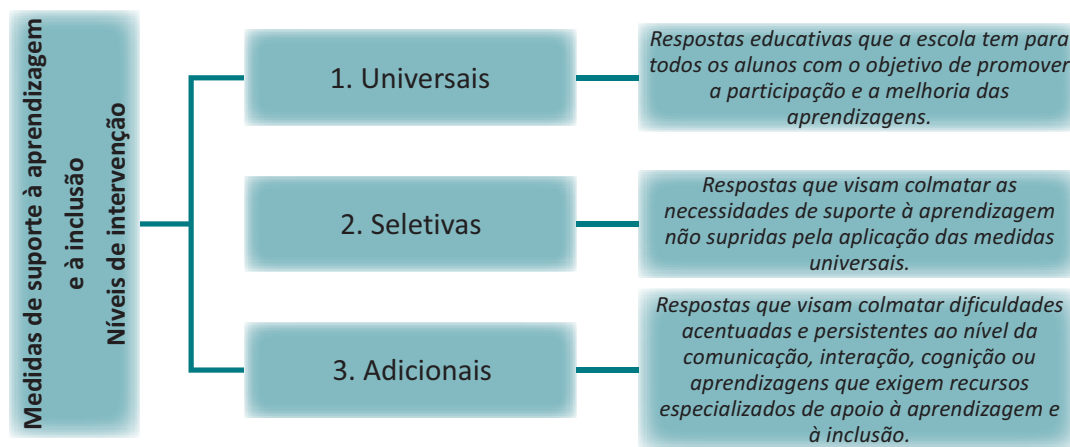 Medidas de suporte à aprendizagem
e à inclusão
Níveis de intervenção
1. Universais
Respostas educativas que a escola tem para
todos os alunos com o objetivo de promover
a participação e a melhoria das
aprendizagens.
2. Seletivas
Respostas que visam colmatar as
necessidades de suporte à aprendizagem
não supridas pela aplicação das medidas
universais.
3. Adicionais
Respostas que visam colmatar dificuldades
acentuadas e persistentes ao nível da
comunicação, interação, cognição ou
aprendizagens que exigem recursos
especializados de apoio à aprendizagem e
à inclusão.